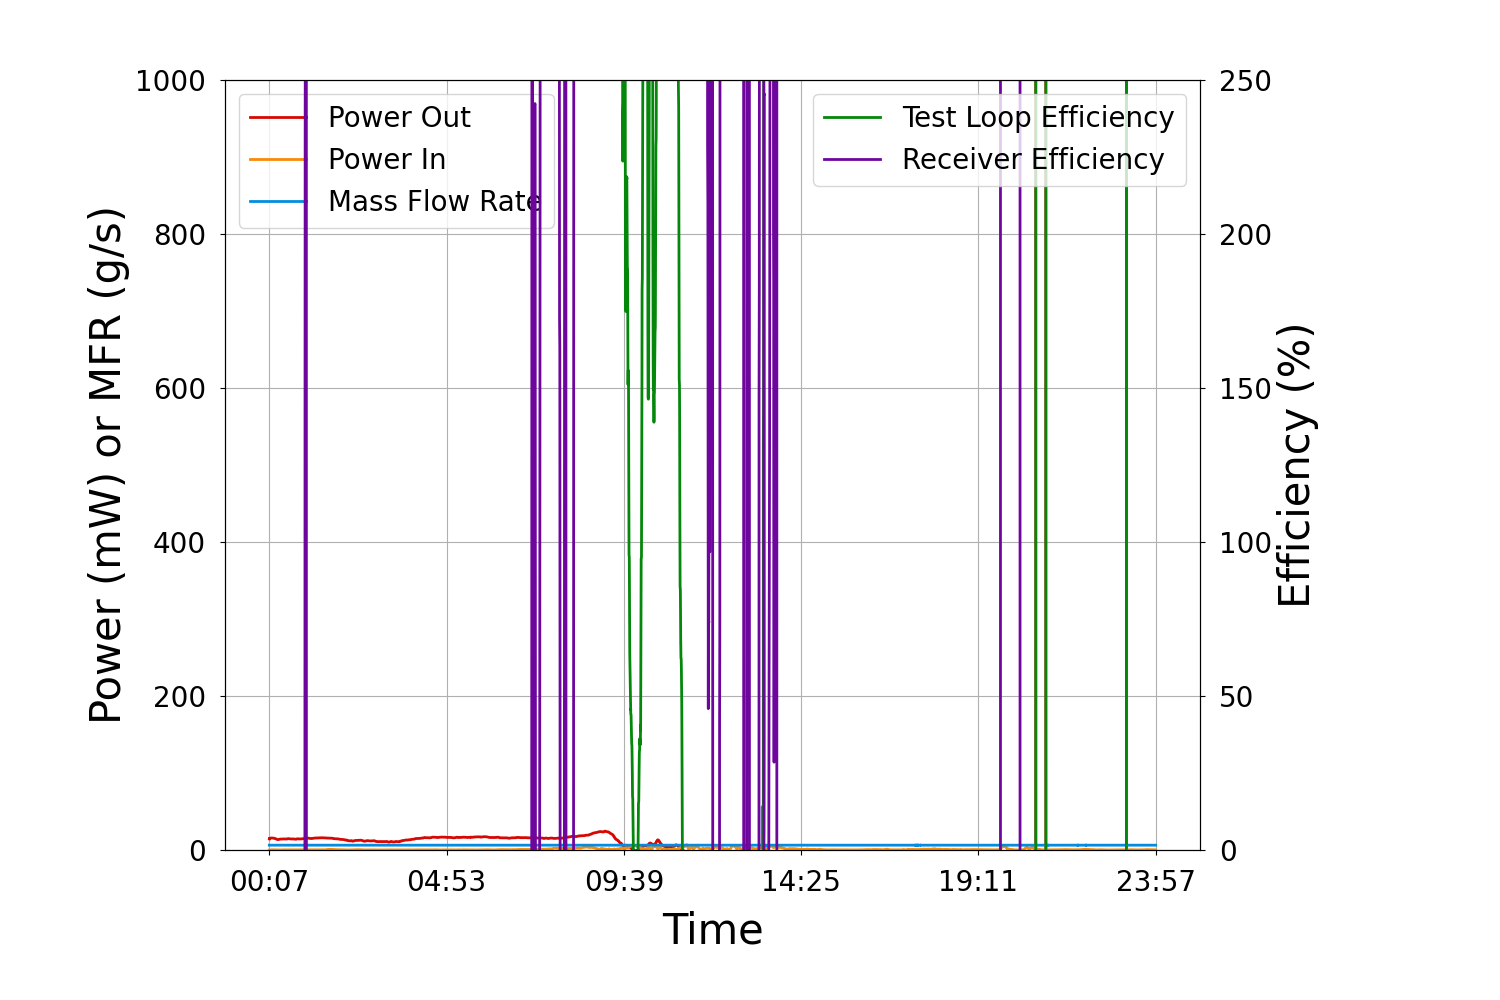 1000
800
600
400
200
0
Power (mW) or MFR (g/s)
Power Out
Power In
Mass Flow Rate
Test Loop Efficiency
Receiver Efficiency
250
200
150
100
50
0
Efficiency (%)
00:07 04:53 09:39 14:25 19:11 23:57
Time